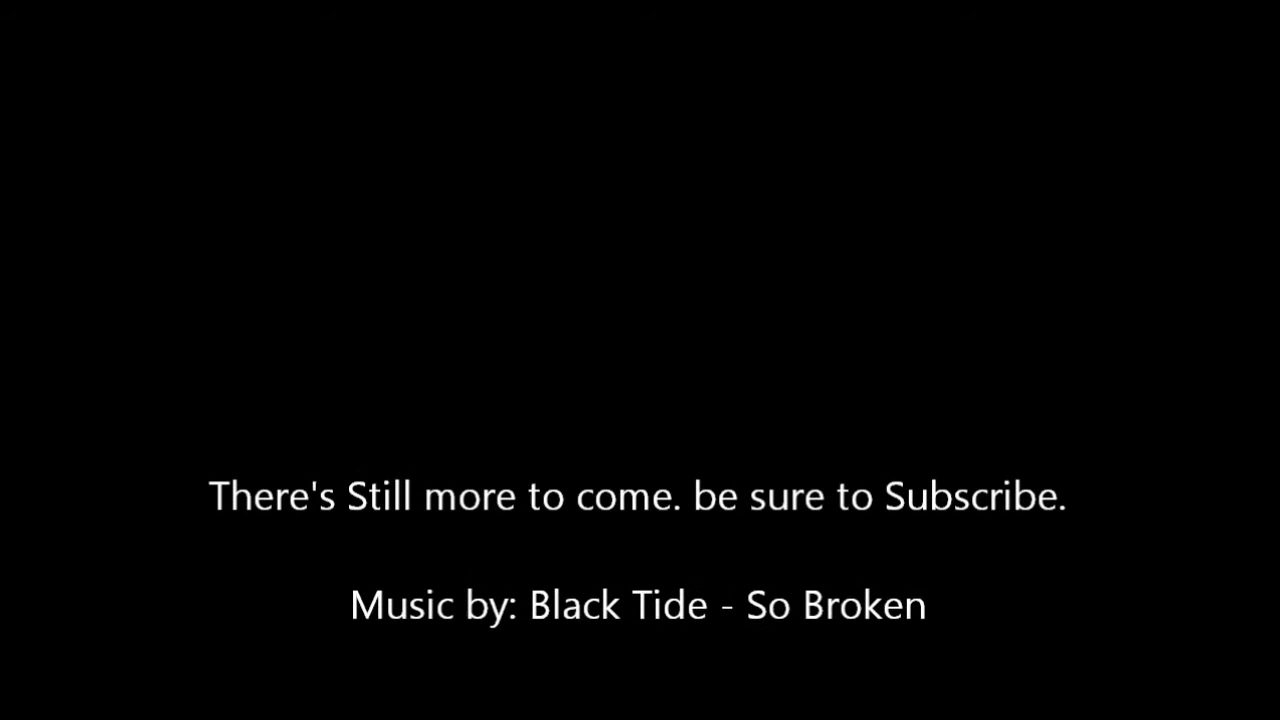 There's Still more to come. be sure to Subscribe.
Music by: Black Tide - So Broken